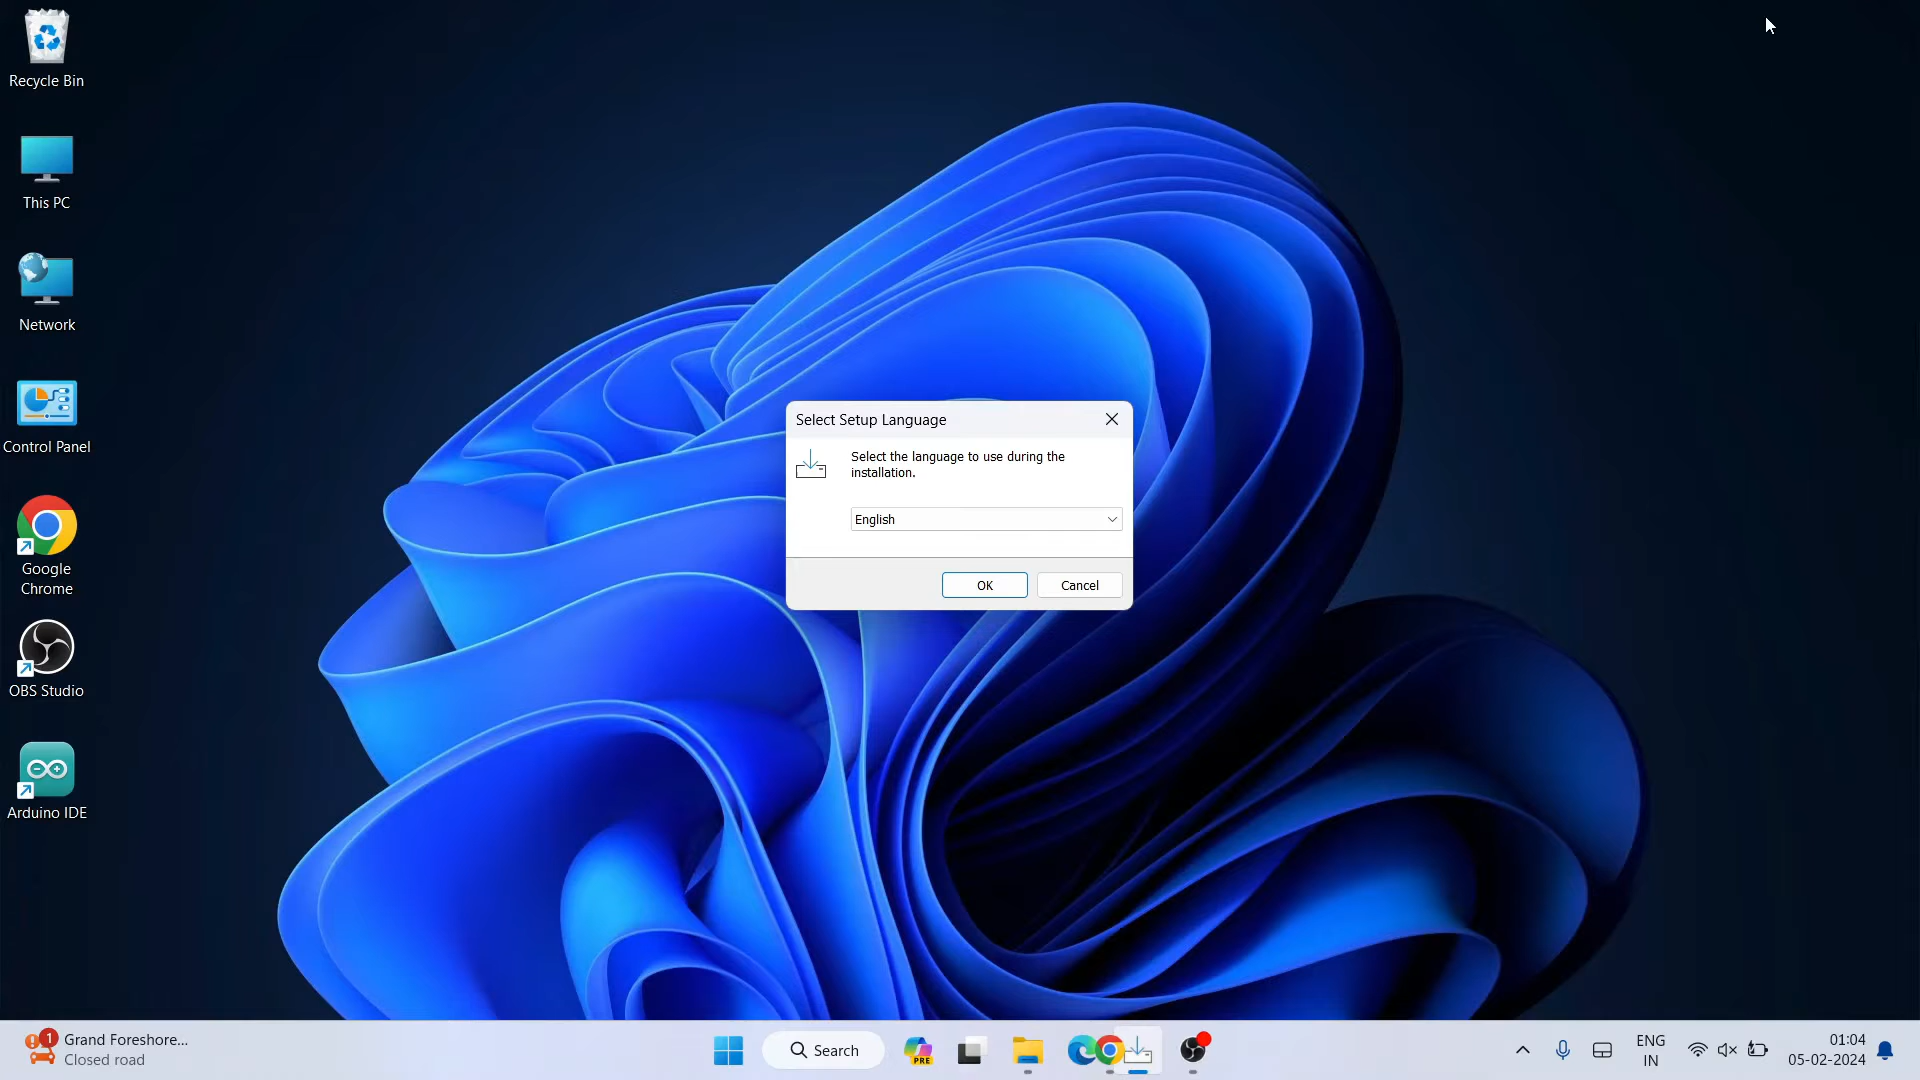 Recycle Bin
This PC
Network
Control Panel
Google
Chrome
OBS Studio
Arduino IDE
Select Setup Language
Select the language to use during the
installation.
English
OK
Cancel
1
Grand Foreshore...
Closed road
Search
PRE
ENG
IN
01:04
05-02-2024